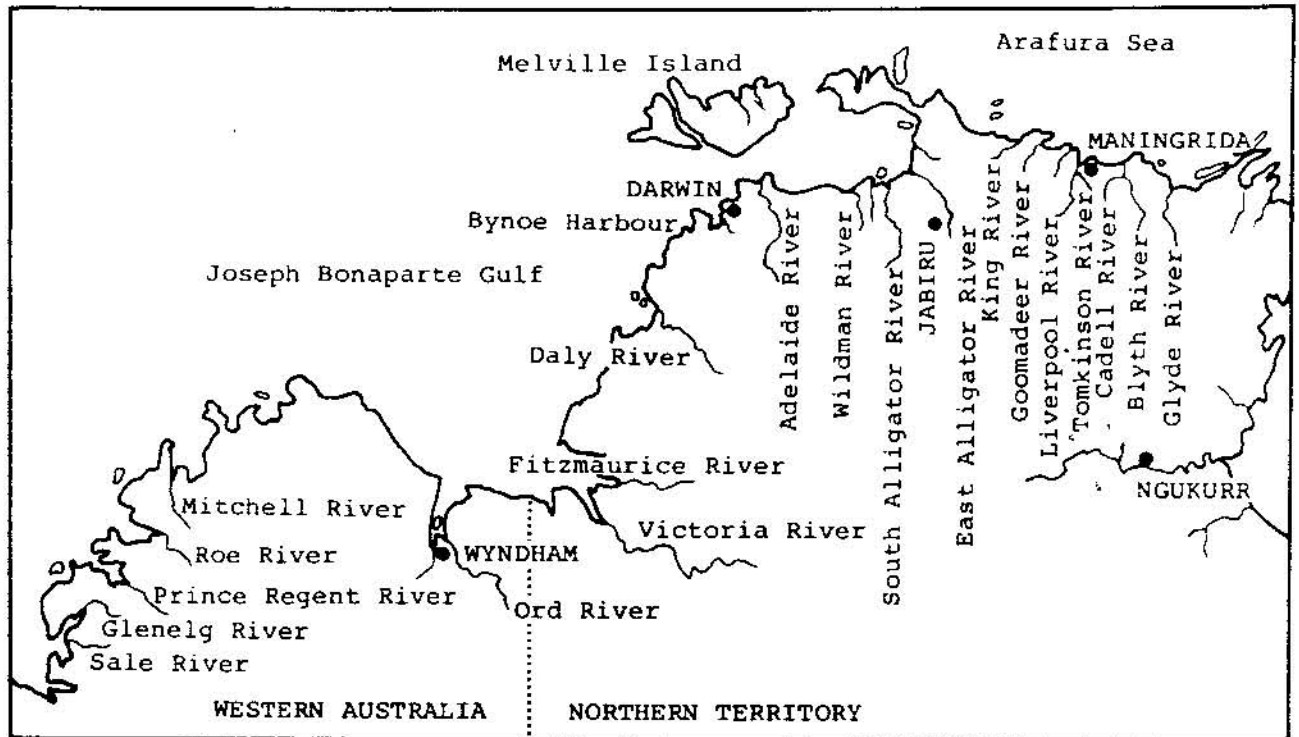 Arafura Sea
Melville Island
MANINGRIDA
DARWIN
Bynoe Harbour
Joseph Bonaparte Gulf
Daly River
Adelaide River
Wildman River
South Alligator River
JABIRU
East Alligator River
King River
Goomadeer River
Liverpool River
Tomkinson River
Cadell River
Blyth River
Glyde River
Fitzmaurice River
NGUKURR
Mitchell River
Victoria River
Roe River
WYNDHAM
Prince Regent River
Ord River
Glenelg River
Sale River
WESTERN AUSTRALIA
NORTHERN TERRITORY